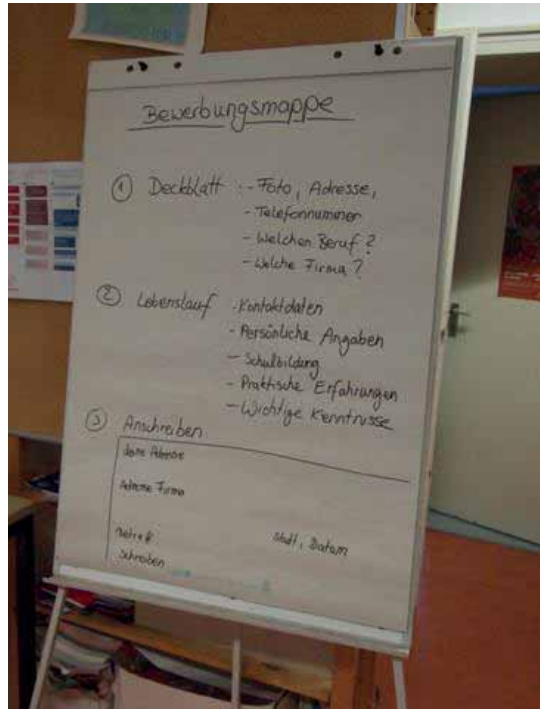 Bewerbungsmappe
① Deckblatt :- Foto, Adresse,
- Telefonnummer
- Welchen Beruf?
- Welche Firma?
② Lebenslauf - Kontaktdaten
- Persönliche Angaben
- Schulbildung
- Praktische Erfahrungen
- Wichtige Kenntnisse
③ Anschreiben
deine Adresse
Adresse Firma
Stadt, Datum
Betreff
Schreiben